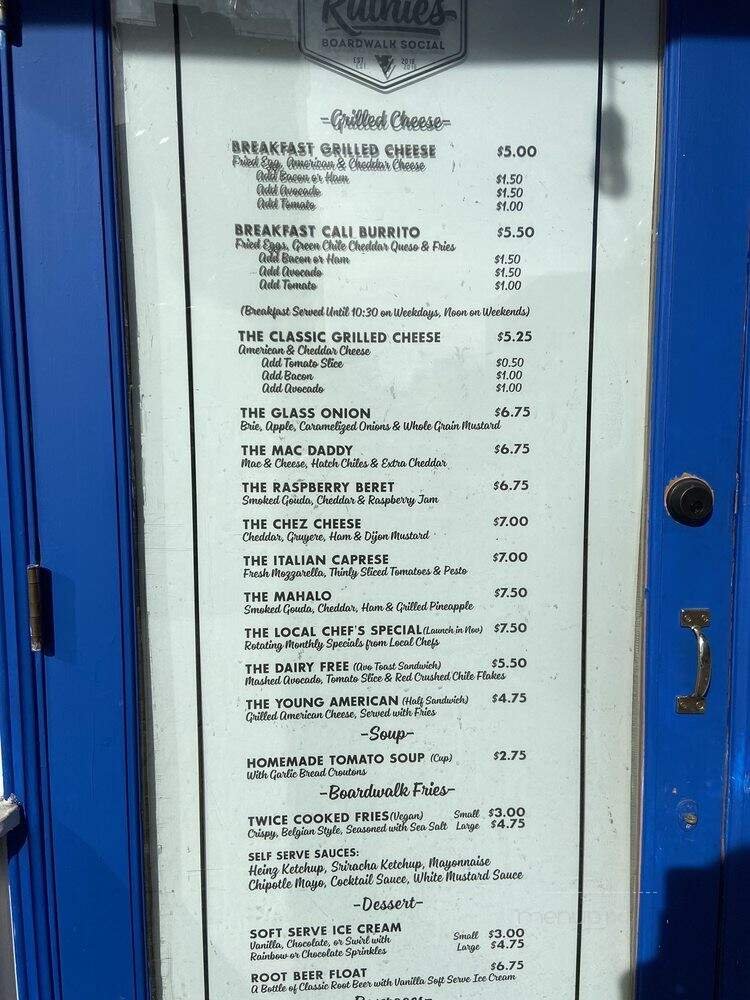 Ruthies
BOARDWALK SOCIAL
EST. 2018
-Grilled Cheese-
BREAKFAST GRILLED CHEESE $5.00
Fried Egg, American & Cheddar Cheese
Add Bacon or Ham $1.50
Add Avocado $1.50
Add Tomato $1.00
BREAKFAST CALI BURRITO $5.50
Fried Eggs, Green Chile Cheddar Queso & Fries
Add Bacon or Ham $1.50
Add Avocado $1.50
Add Tomato $1.00
(Breakfast Served Until 10:30 on Weekdays, Noon on Weekends)
THE CLASSIC GRILLED CHEESE $5.25
American & Cheddar Cheese
Add Tomato Slice $0.50
Add Bacon $1.00
Add Avocado $1.00
THE GLASS ONION $6.75
Brie, Apple, Caramelized Onions & Whole Grain Mustard
THE MAC DADDY $6.75
Mac & Cheese, Hatch Chiles & Extra Cheddar
THE RASPBERRY BERET $6.75
Smoked Gouda, Cheddar & Raspberry Jam
THE CHEZ CHEESE $7.00
Cheddar, Gruyere, Ham & Dijon Mustard
THE ITALIAN CAPRESE $7.00
Fresh Mozzarella, Thinly Sliced Tomatoes & Pesto
THE MAHALO $7.50
Smoked Gouda, Cheddar, Ham & Grilled Pineapple
THE LOCAL CHEF'S SPECIAL (Launch in Nov) $7.50
Rotating Monthly Specials from Local Chefs
THE DAIRY FREE (Avo Toast Sandwich) $5.50
Mashed Avocado, Tomato Slice & Red Crushed Chile Flakes
THE YOUNG AMERICAN (Half Sandwich) $4.75
Grilled American Cheese, Served with Fries
-Soup-
HOMEMADE TOMATO SOUP (Cup) $2.75
With Garlic Bread Croutons
-Boardwalk Fries-
TWICE COOKED FRIES (Vegan) Small $3.00
Crispy, Belgian Style, Seasoned with Sea Salt Large $4.75
SELF SERVE SAUCES:
Heinz Ketchup, Sriracha Ketchup, Mayonnaise
Chipotle Mayo, Cocktail Sauce, White Mustard Sauce
-Dessert-
SOFT SERVE ICE CREAM Small $3.00
Vanilla, Chocolate, or Swirl with Large $4.75
Rainbow or Chocolate Sprinkles
ROOT BEER FLOAT $6.75
A Bottle of Classic Root Beer with Vanilla Soft Serve Ice Cream